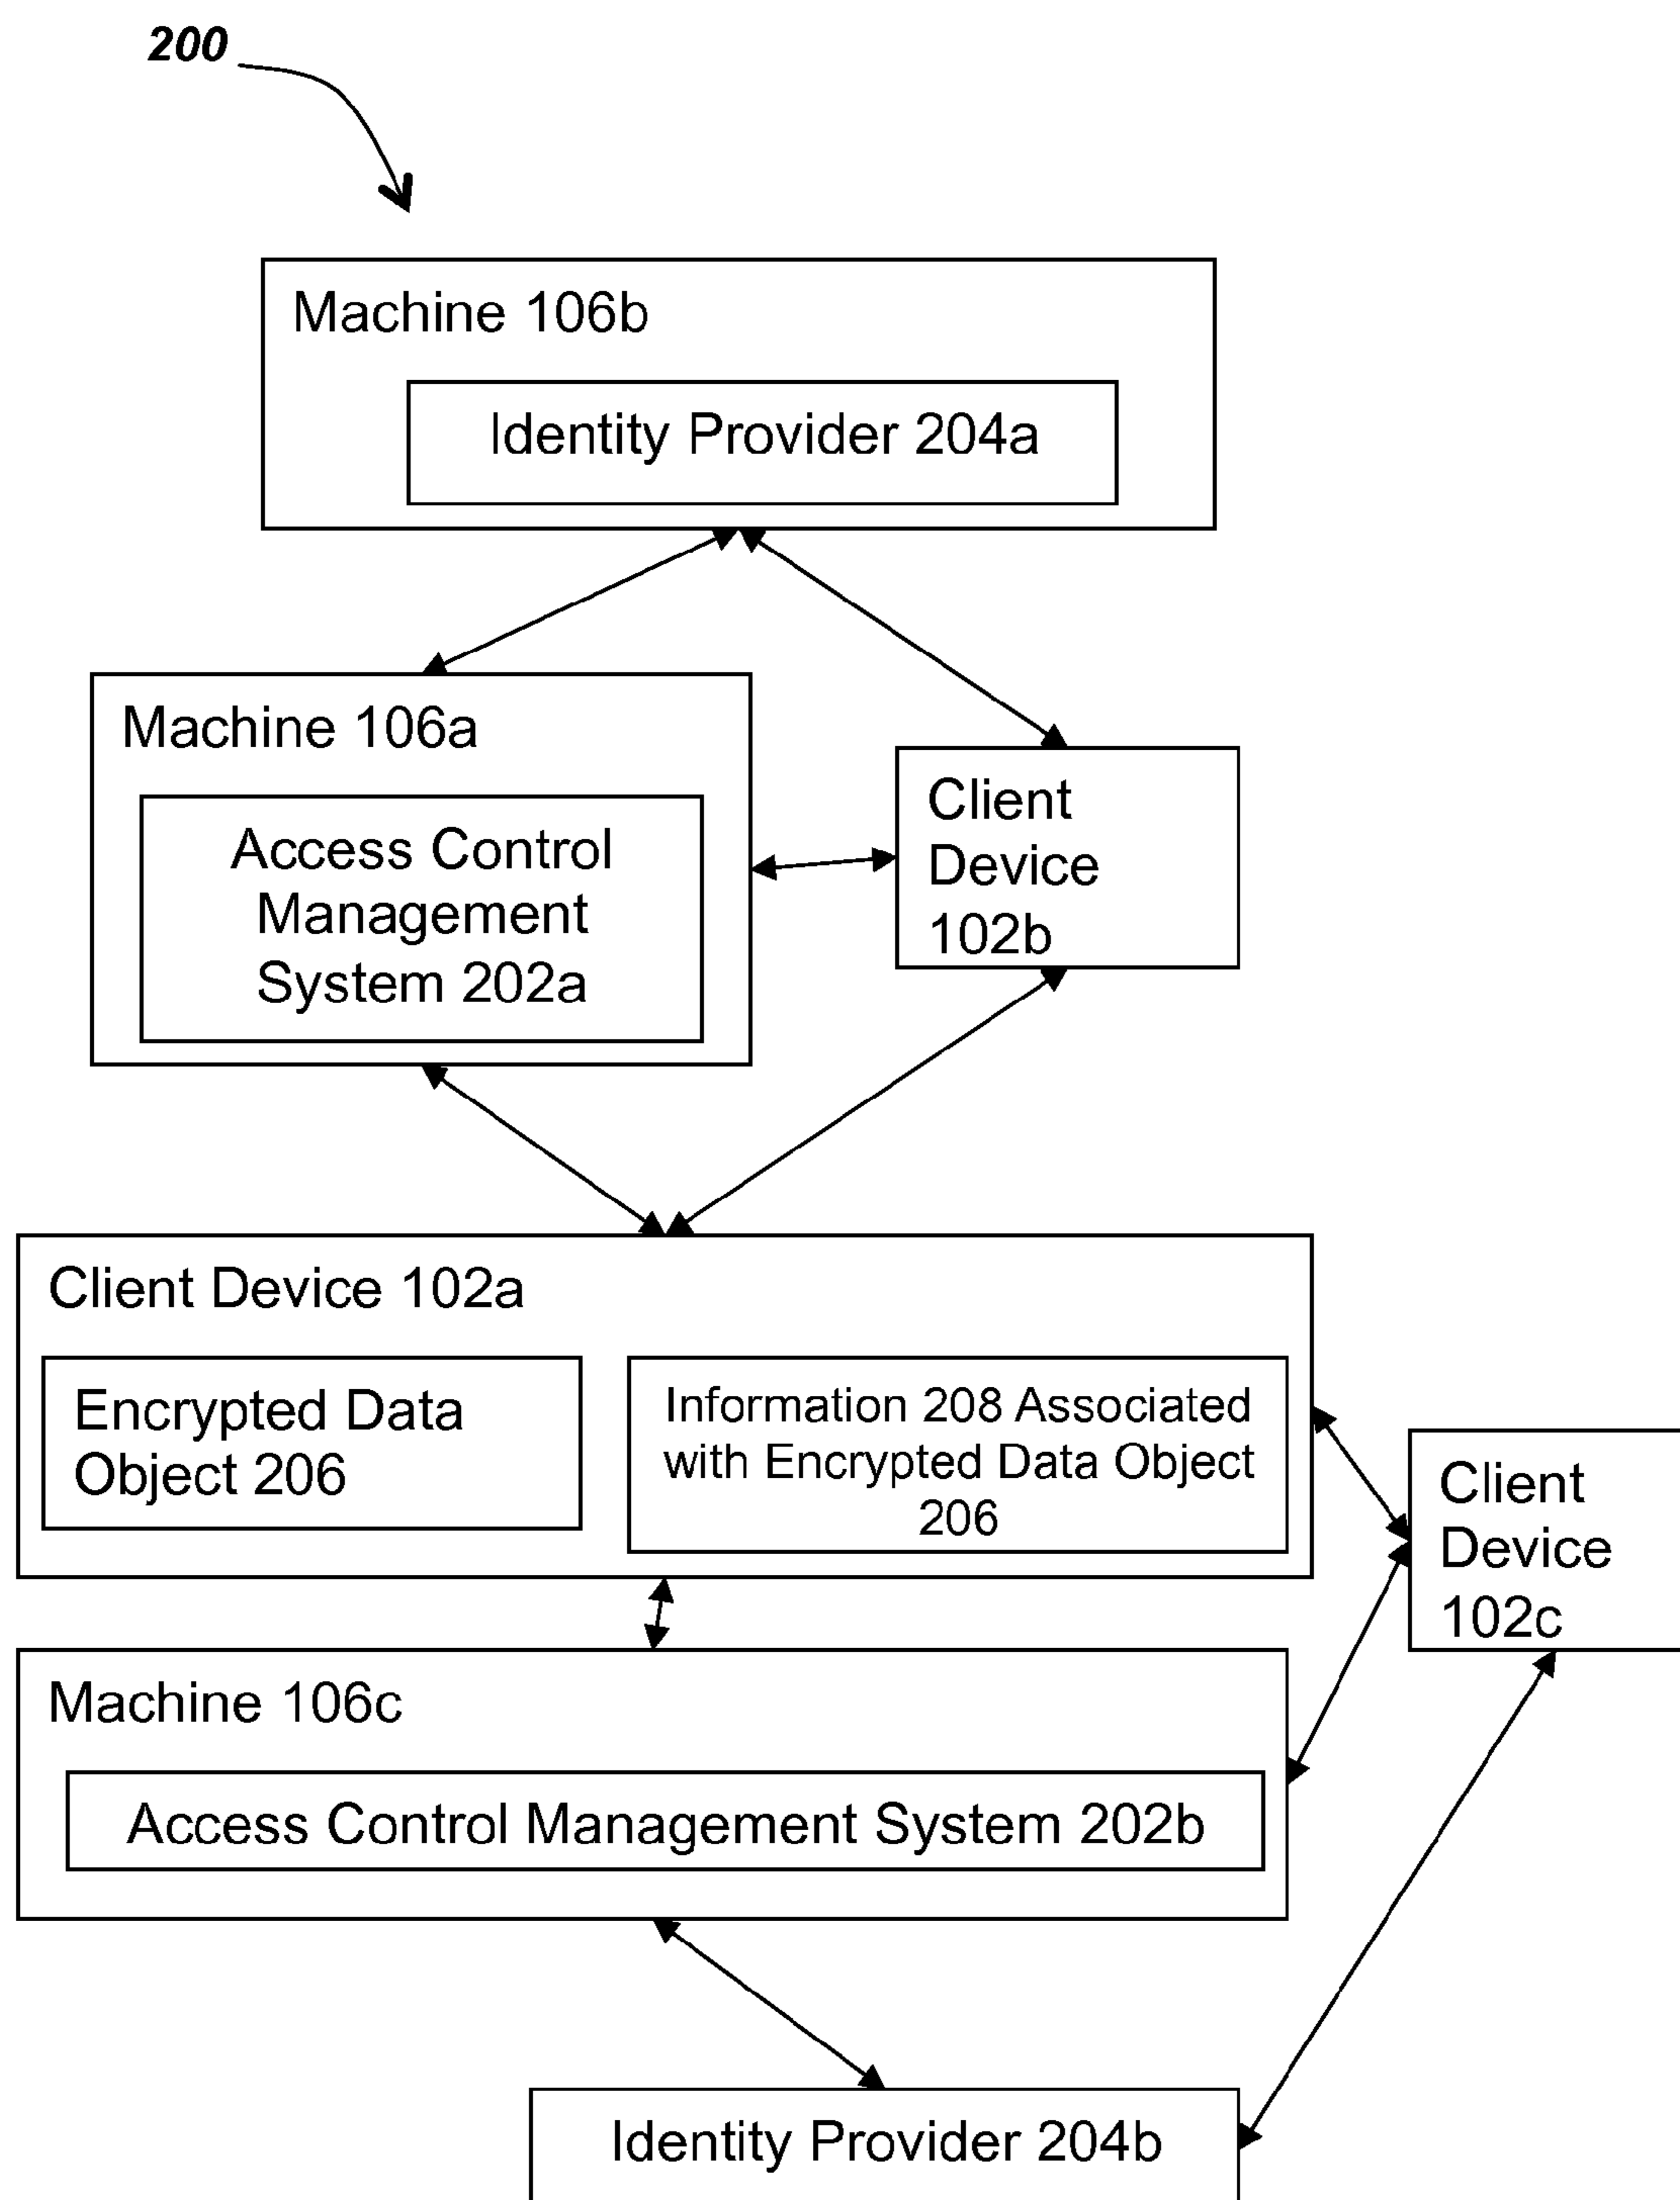 200
Machine 106b
Identity Provider 204a
Machine 106a
Access Control
Management
System 202a
Client
Device
102b
Client Device 102a
Encrypted Data
Object 206
Information 208 Associated
with Encrypted Data Object
206
Client
Device
102c
Machine 106c
Access Control Management System 202b
Identity Provider 204b